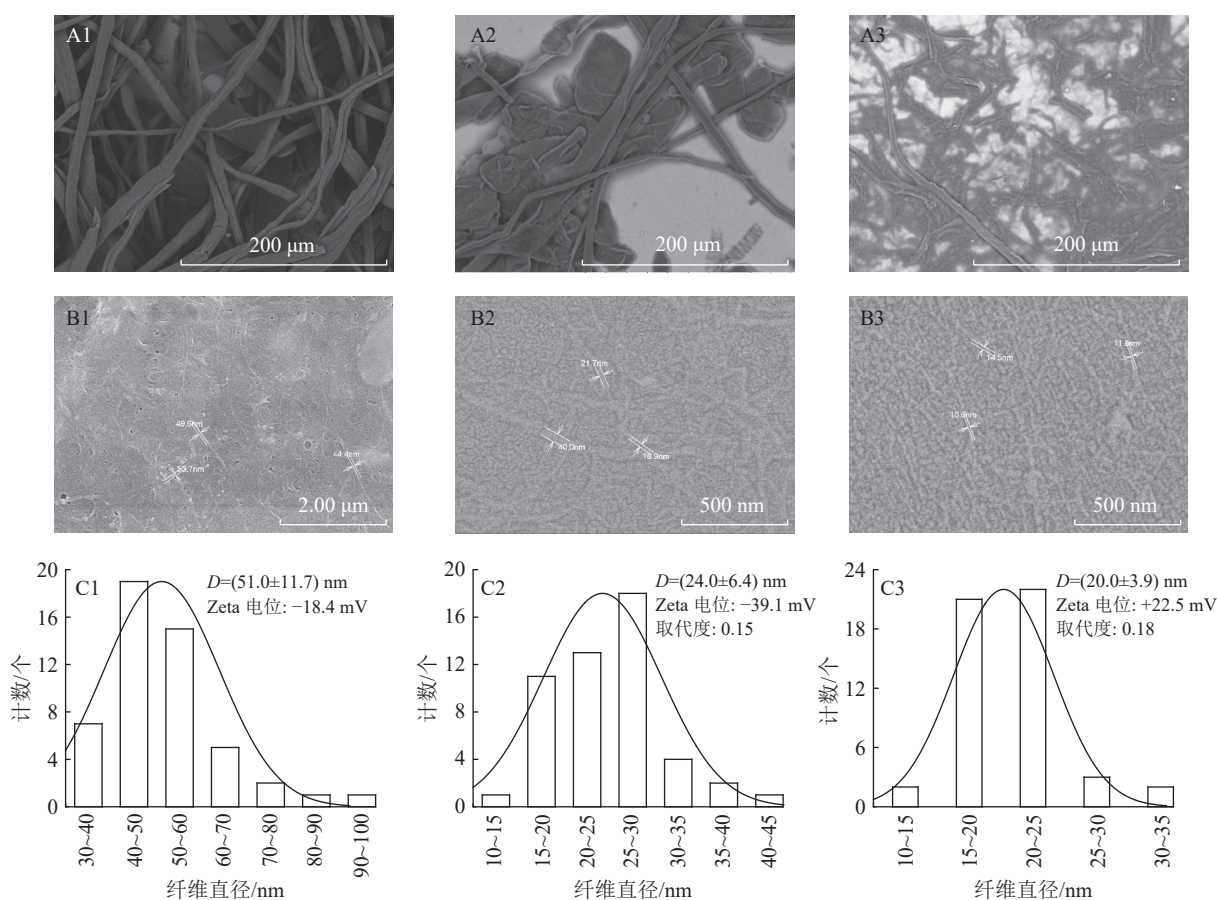 A1
200 μm
A2
200 μm
A3
200 μm
B1
49.6nm
53.7nm
44.4nm
2.00 μm
B2
21.7nm
40.0nm
18.9nm
500 nm
B3
14.5nm
11.8nm
10.6nm
500 nm
C1
D=(51.0±11.7) nm
Zeta 电位: −18.4 mV
计数/个
20
16
12
8
4
0
30~40
40~50
50~60
60~70
70~80
80~90
90~100
纤维直径/nm
C2
D=(24.0±6.4) nm
Zeta 电位: −39.1 mV
取代度: 0.15
计数/个
20
16
12
8
4
0
10~15
15~20
20~25
25~30
30~35
35~40
40~45
纤维直径/nm
C3
D=(20.0±3.9) nm
Zeta 电位: +22.5 mV
取代度: 0.18
计数/个
24
18
12
6
0
10~15
15~20
20~25
25~30
30~35
纤维直径/nm